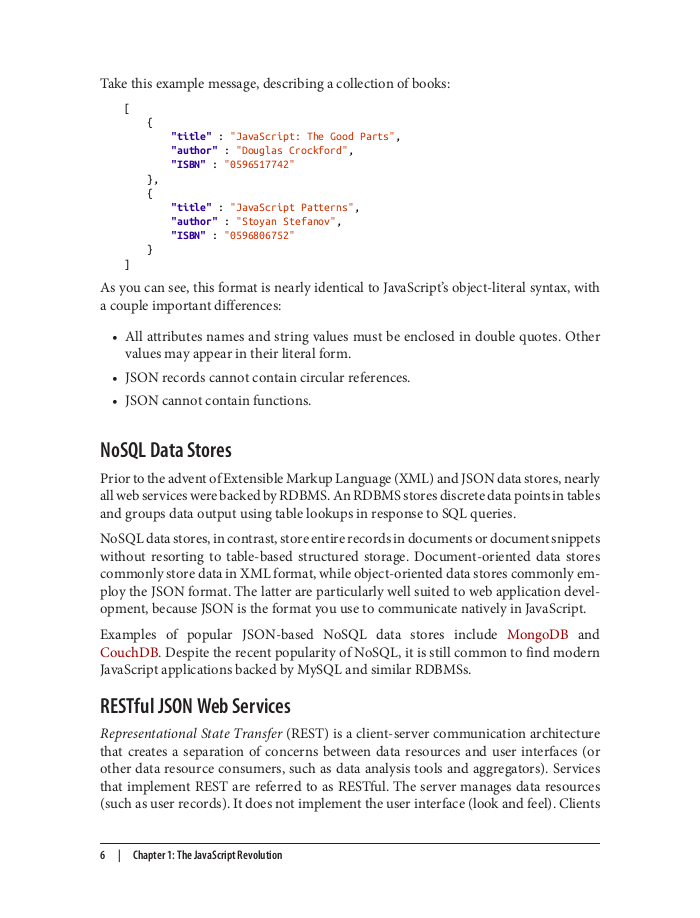 Take this example message, describing a collection of books:
[
{
"title" : "JavaScript: The Good Parts",
"author" : "Douglas Crockford",
"ISBN" : "0596517742"
},
{
"title" : "JavaScript Patterns",
"author" : "Stoyan Stefanov",
"ISBN" : "0596806752"
}
]
As you can see, this format is nearly identical to JavaScript's object-literal syntax, with
a couple important differences:
• All attributes names and string values must be enclosed in double quotes. Other
values may appear in their literal form.
• JSON records cannot contain circular references.
• JSON cannot contain functions.
NoSQL Data Stores
Prior to the advent of Extensible Markup Language (XML) and JSON data stores, nearly
all web services were backed by RDBMS. An RDBMS stores discrete data points in tables
and groups data output using table lookups in response to SQL queries.
NoSQL data stores, in contrast, store entire records in documents or document snippets
without resorting to table-based structured storage. Document-oriented data stores
commonly store data in XML format, while object-oriented data stores commonly em-
ploy the JSON format. The latter are particularly well suited to web application devel-
opment, because JSON is the format you use to communicate natively in JavaScript.
Examples of popular JSON-based NoSQL data stores include MongoDB and
CouchDB. Despite the recent popularity of NoSQL, it is still common to find modern
JavaScript applications backed by MySQL and similar RDBMSs.
RESTful JSON Web Services
Representational State Transfer (REST) is a client-server communication architecture
that creates a separation of concerns between data resources and user interfaces (or
other data resource consumers, such as data analysis tools and aggregators). Services
that implement REST are referred to as RESTful. The server manages data resources
(such as user records). It does not implement the user interface (look and feel). Clients
6 | Chapter 1: The JavaScript Revolution